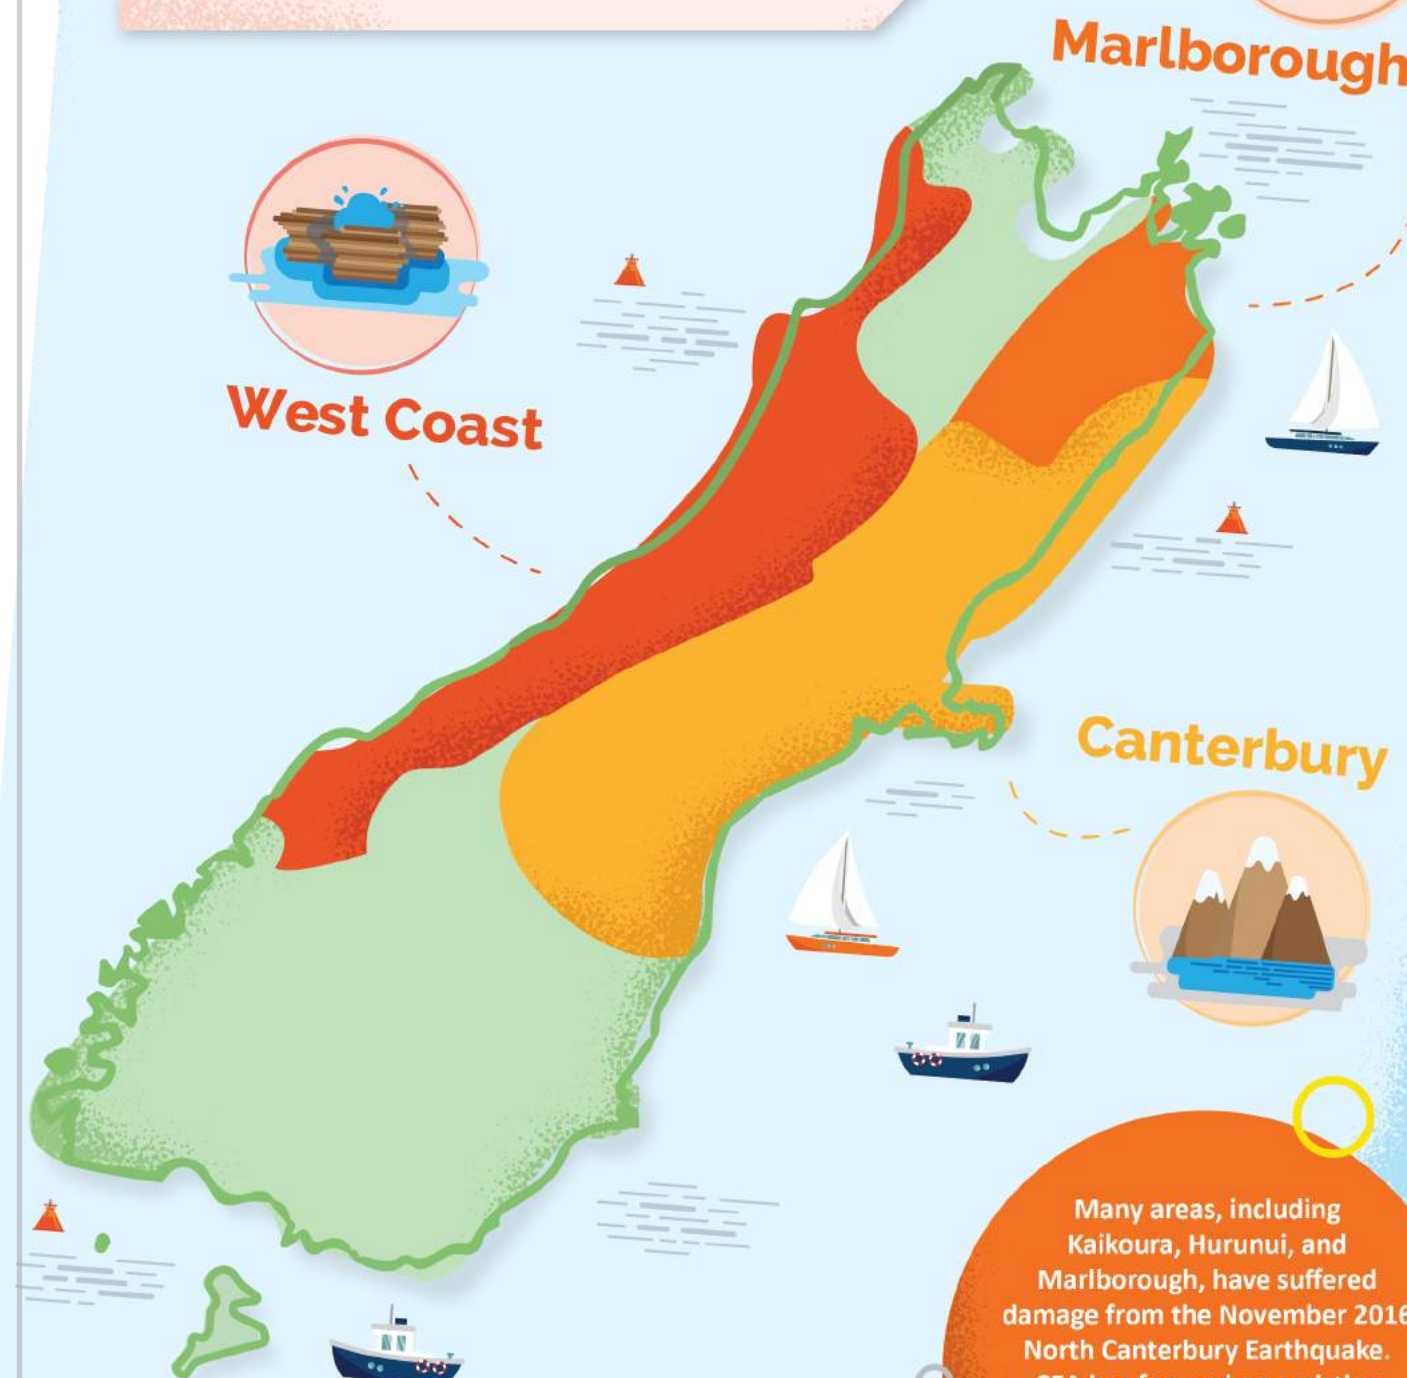 Marlborough
West Coast
Canterbury
Many areas, including
Kaikoura, Hurunui, and
Marlborough, have suffered
damage from the November 2016
North Canterbury Earthquake.